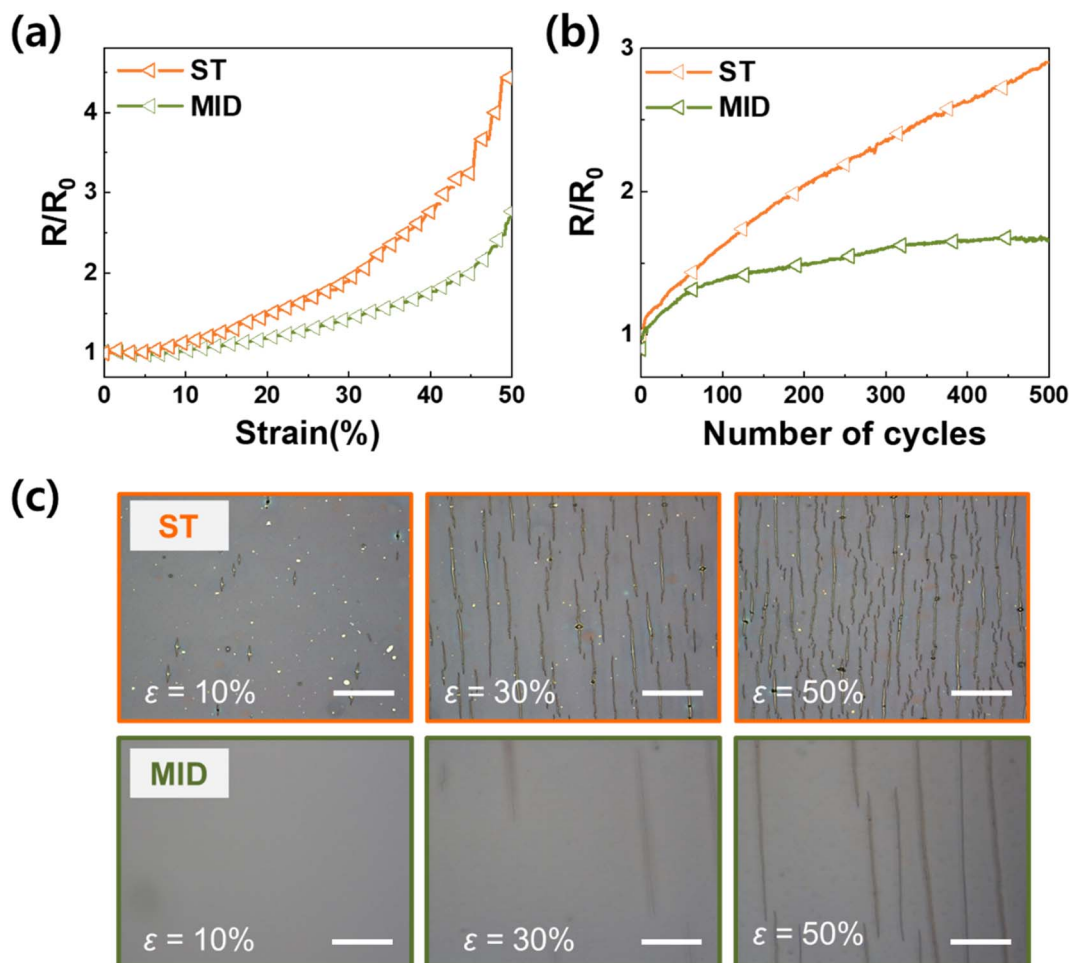 (a)
ST
MID
4
3
2
1
R/R0
0 10 20 30 40 50
Strain(%)
(b)
ST
MID
3
2
1
R/R0
0 100 200 300 400 500
Number of cycles
(c)
ST
ε = 10%
ε = 30%
ε = 50%
MID
ε = 10%
ε = 30%
ε = 50%